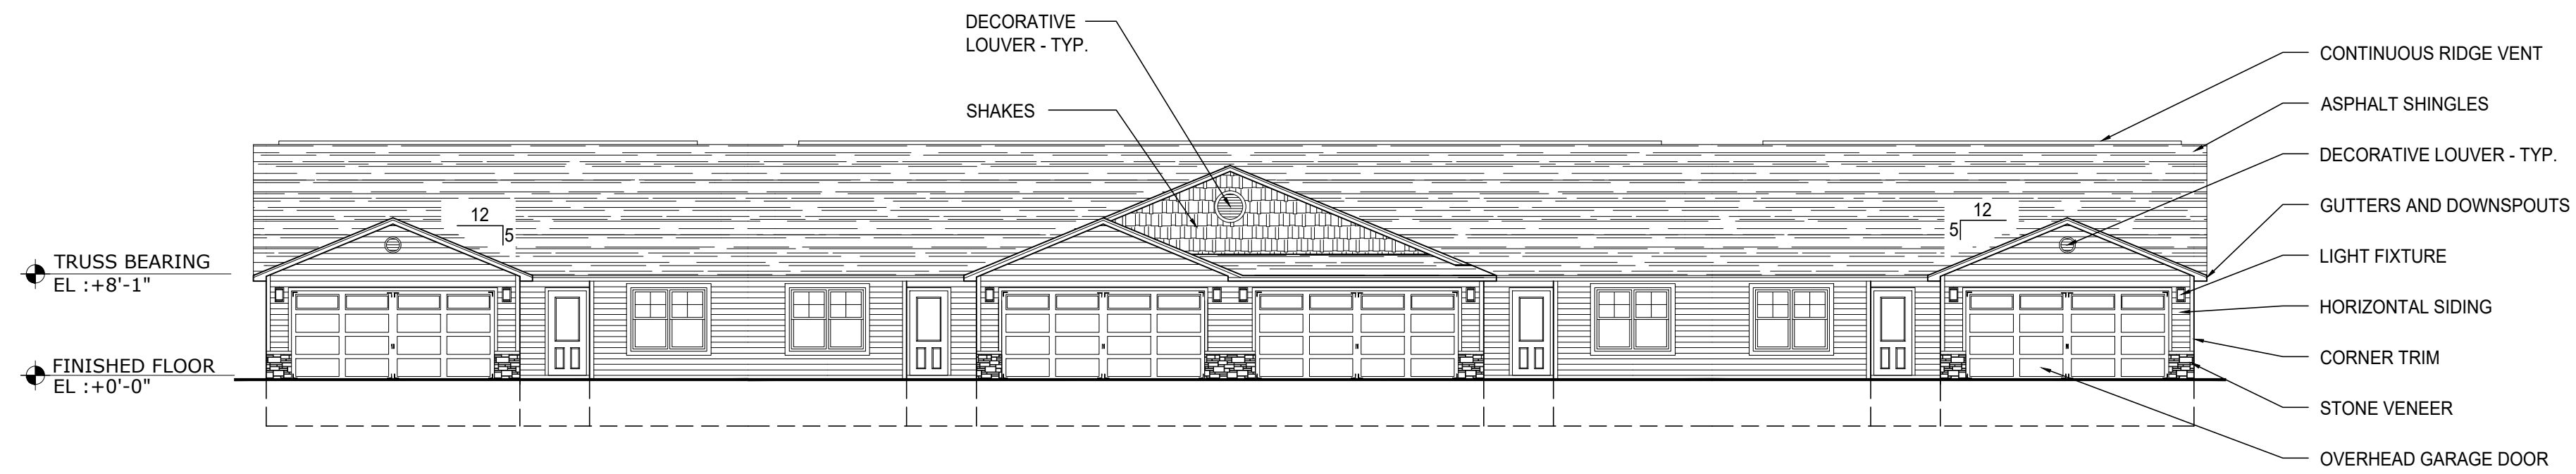 DECORATIVE
LOUVER - TYP.
SHAKES
CONTINUOUS RIDGE VENT
ASPHALT SHINGLES
DECORATIVE LOUVER - TYP.
GUTTERS AND DOWNSPOUTS
LIGHT FIXTURE
HORIZONTAL SIDING
CORNER TRIM
STONE VENEER
OVERHEAD GARAGE DOOR
12
5
12
5
TRUSS BEARING
EL :+8'-1"
FINISHED FLOOR
EL :+0'-0"